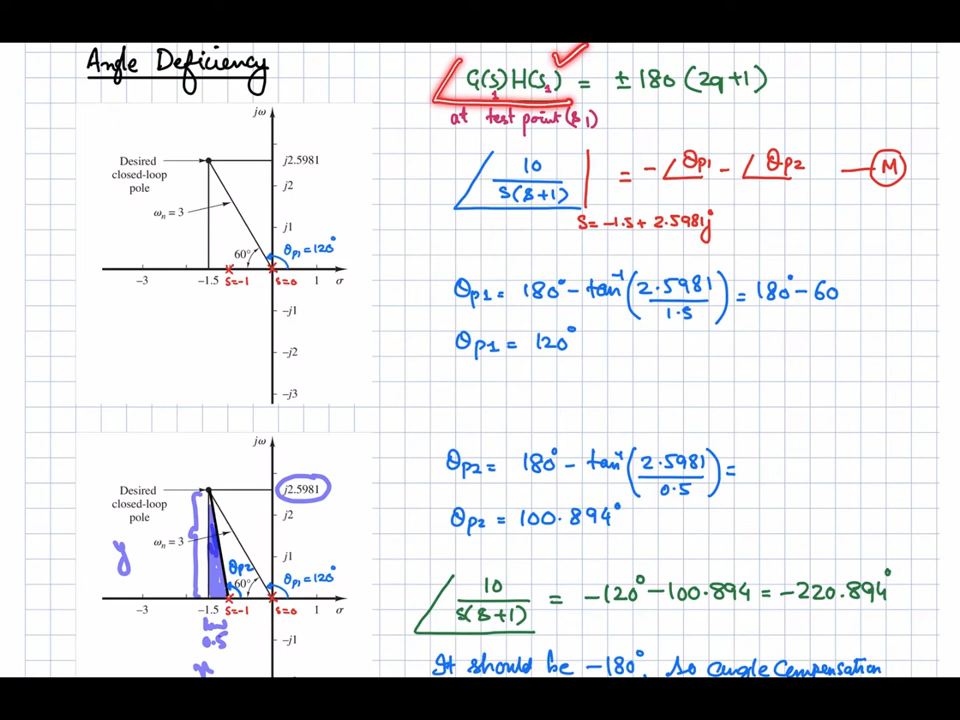 Angle Deficiency
∠G(s₁)H(s₁) = ±180 (2q+1)
at test point (s₁)
jω
Desired
closed-loop
pole
j2.5981
j2
ωn = 3
j1
60°
θp1 = 120°
−3
−1.5
s=-1
s=0
1
σ
−j1
−j2
−j3
∠ 10 / s(s+1) | = -∠θp1 - ∠θp2 — M
s = -1.5 + 2.5981j
θp1 = 180° - tan⁻¹(2.5981 / 1.5) = 180° - 60
θp1 = 120°
jω
Desired
closed-loop
pole
j2.5981
j2
ωn = 3
y
j1
θp2
60°
θp1 = 120°
−3
−1.5
s=-1
s=0
1
σ
0.5
−j1
x
θp2 = 180° - tan⁻¹(2.5981 / 0.5) =
θp2 = 100.894°
∠ 10 / s(s+1) = -120° - 100.894 = -220.894°
It should be -180°, so angle compensation